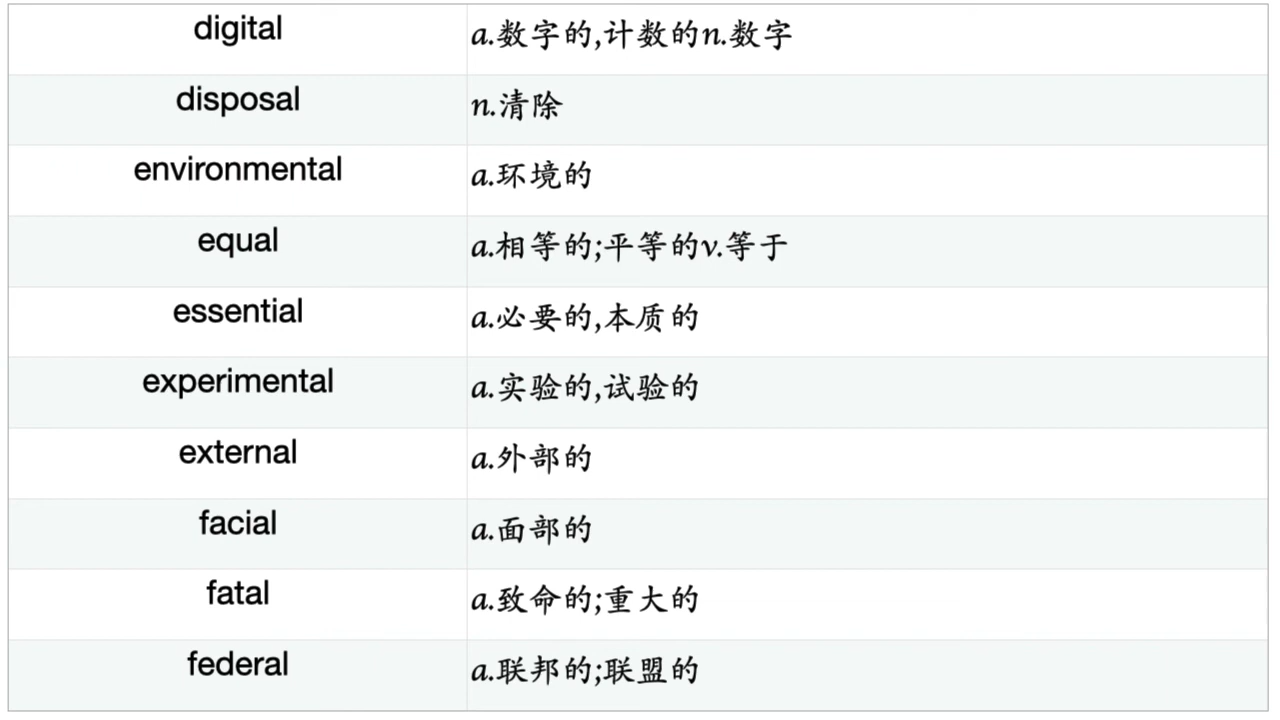 digital a.数字的,计数的n.数字
disposal n.清除
environmental a.环境的
equal a.相等的;平等的v.等于
essential a.必要的,本质的
experimental a.实验的,试验的
external a.外部的
facial a.面部的
fatal a.致命的;重大的
federal a.联邦的;联盟的